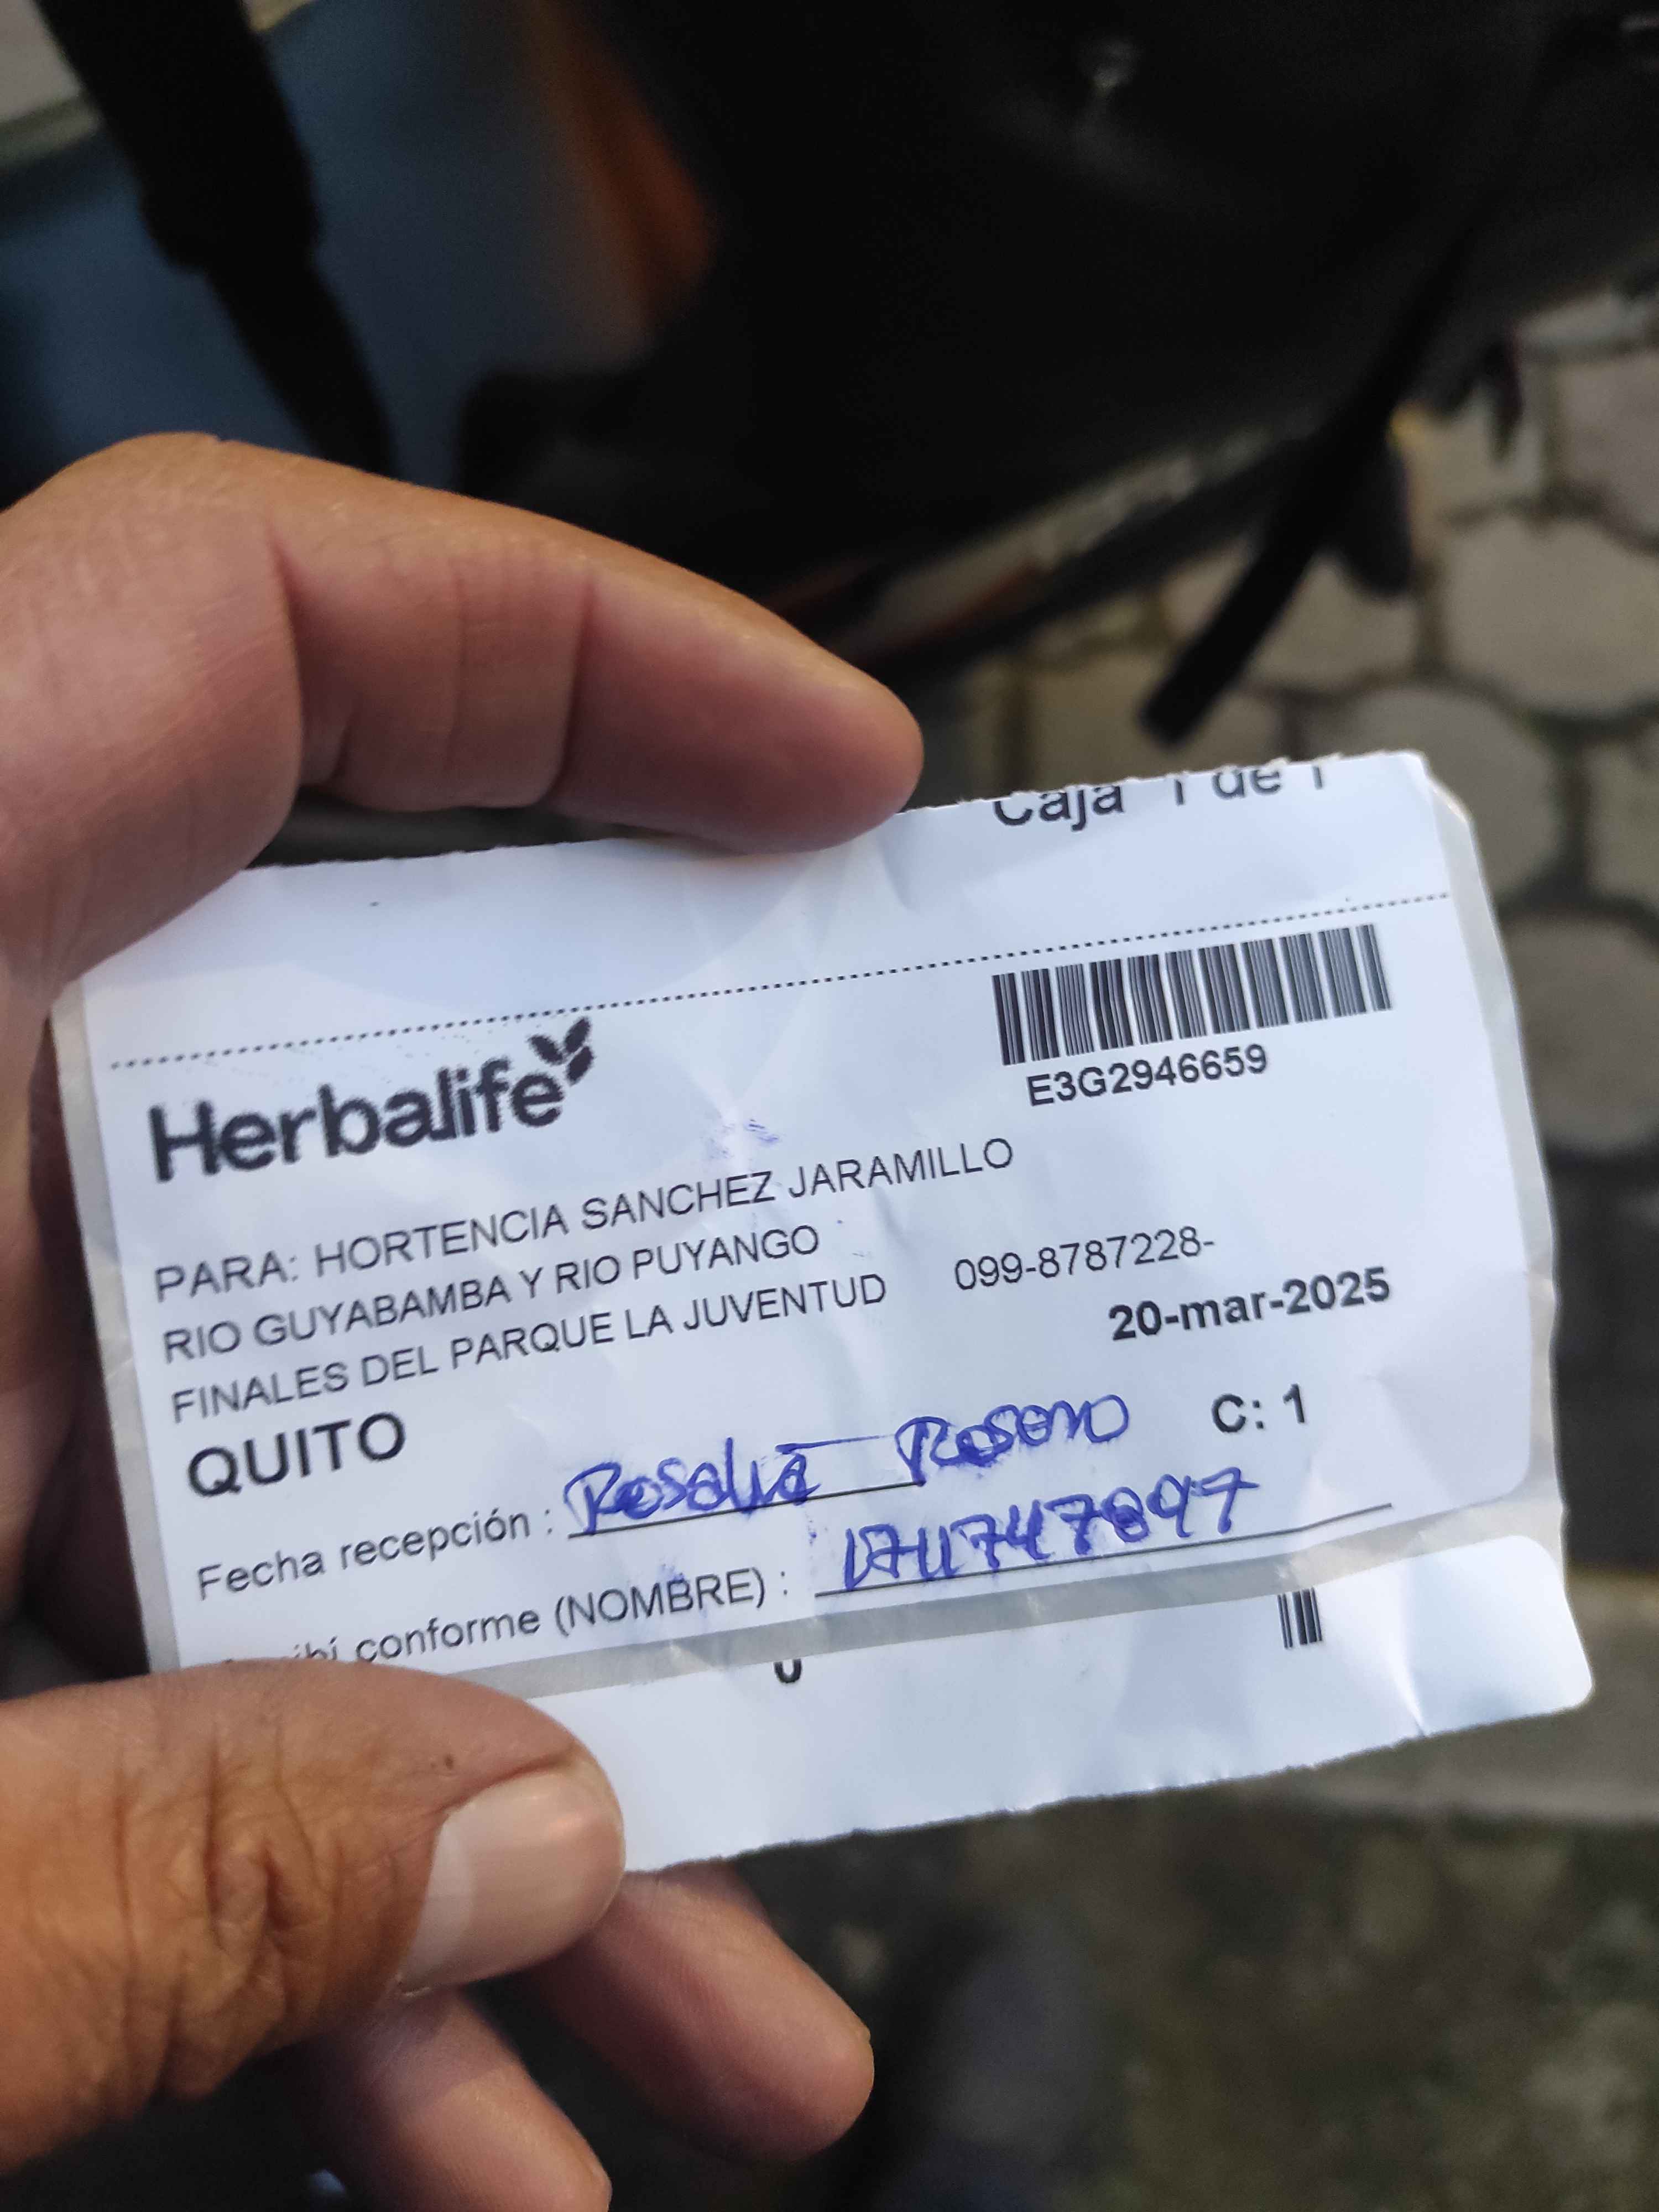 Caja 1 de 1
E3G2946659
Herbalife
PARA: HORTENCIA SANCHEZ JARAMILLO
RIO GUYABAMBA Y RIO PUYANGO
FINALES DEL PARQUE LA JUVENTUD 099-8787228-
20-mar-2025
QUITO C: 1
Fecha recepción : Rosalia Rosero
conforme (NOMBRE) :